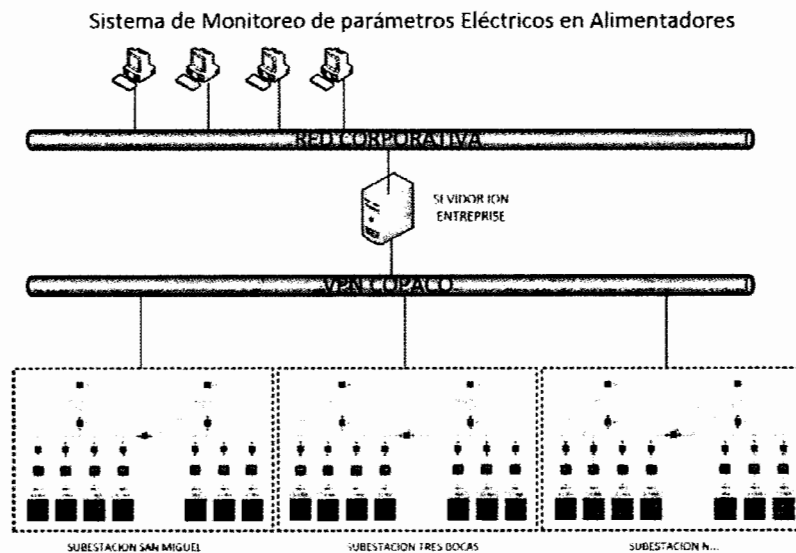 Sistema de Monitoreo de parámetros Eléctricos en Alimentadores
RED CORPORATIVA
SEVIDOR ION
ENTREPRISE
VPN COPACO
SUBESTACION SAN MIGUEL
SUBESTACION TRES BOCAS
SUBESTACION N...